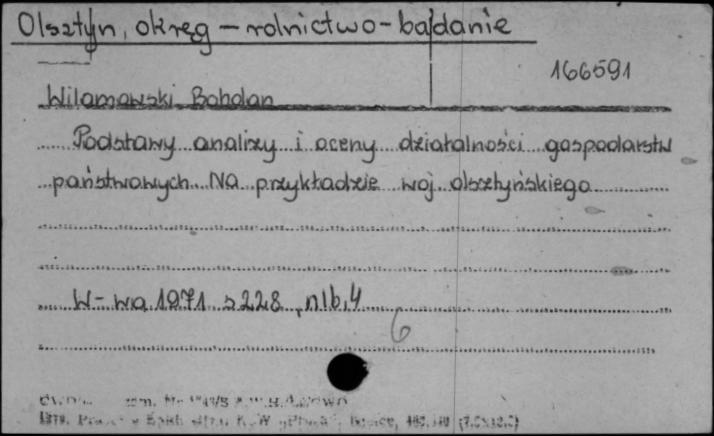 Olsztyn, okręg – rolnictwo – badanie
166591
Wilamowski Bohdan
Podstawy analizy i oceny działalności gospodarstw
państwowych. Na przykładzie woj olsztyńskiego
W-wa 1971 s 228, nlb. 4
6